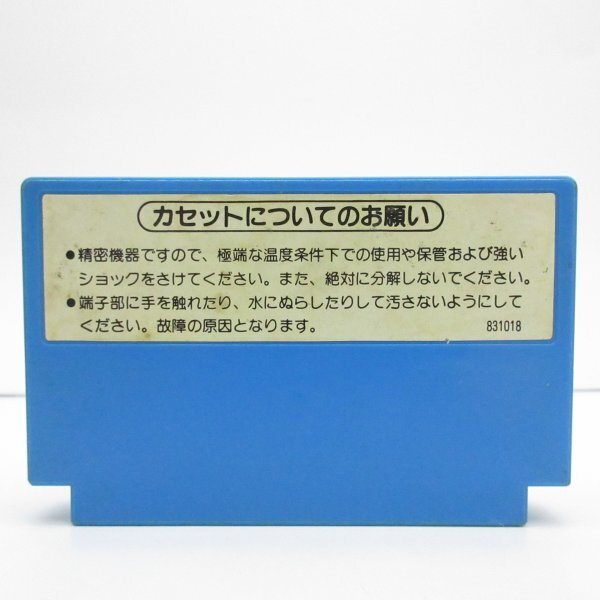 カセットについてのお願い
●精密機器ですので、極端な温度条件下での使用や保管および強い
ショックをさけてください。また、絶対に分解しないでください。
●端子部に手を触れたり、水にぬらしたりして汚さないようにして
ください。故障の原因となります。
831018